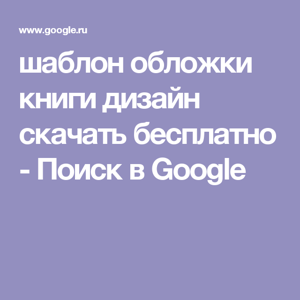 www.google.ru
шаблон обложки
книги дизайн
скачать бесплатно
- Поиск в Google